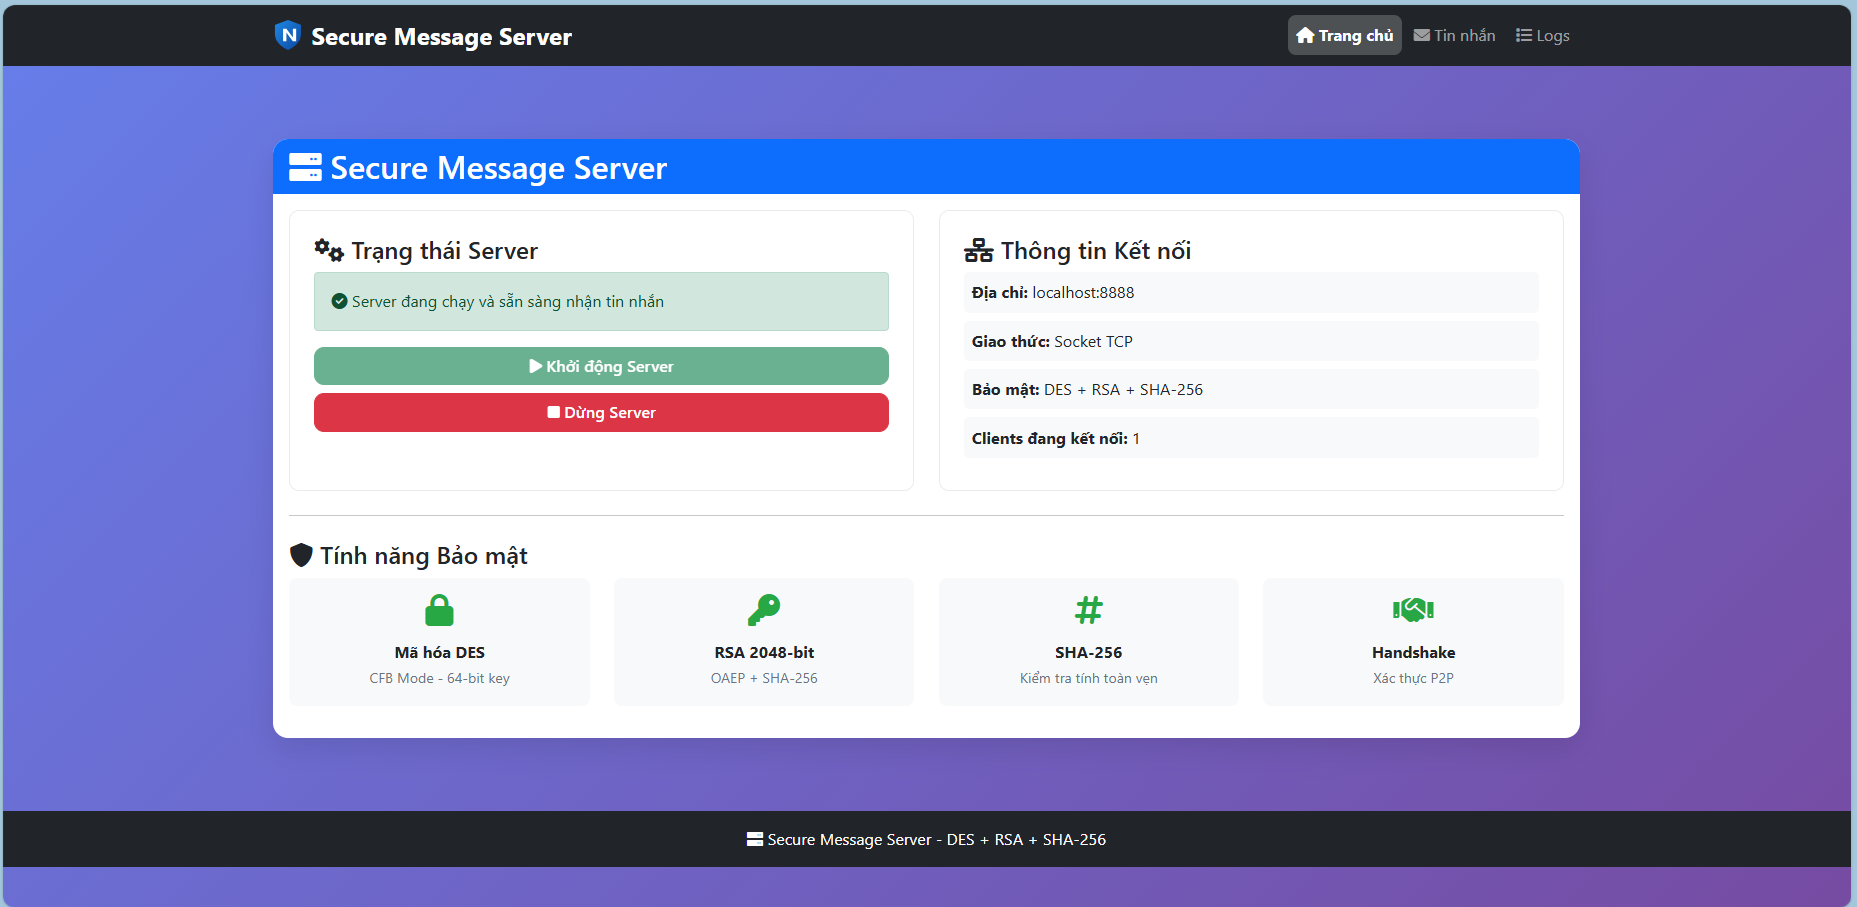 N Secure Message Server
Trang chủ Tin nhắn Logs
Secure Message Server
Trạng thái Server
Server đang chạy và sẵn sàng nhận tin nhắn
Khởi động Server
Dừng Server
Thông tin Kết nối
Địa chỉ: localhost:8888
Giao thức: Socket TCP
Bảo mật: DES + RSA + SHA-256
Clients đang kết nối: 1
Tính năng Bảo mật
Mã hóa DES
CFB Mode - 64-bit key
RSA 2048-bit
OAEP + SHA-256
SHA-256
Kiểm tra tính toàn vẹn
Handshake
Xác thực P2P
Secure Message Server - DES + RSA + SHA-256